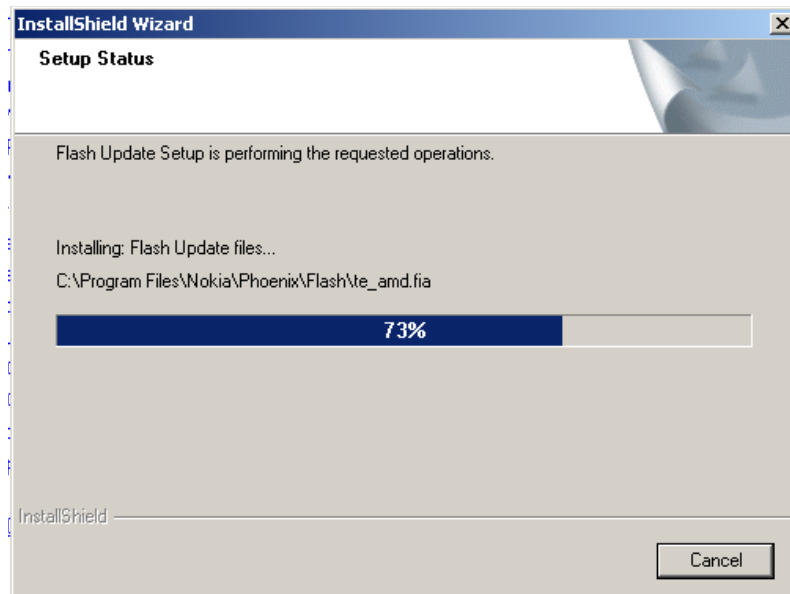 InstallShield Wizard
Setup Status
Flash Update Setup is performing the requested operations.
Installing: Flash Update files...
C:\Program Files\Nokia\Phoenix\Flash\te_amd.fia
73%
InstallShield
Cancel